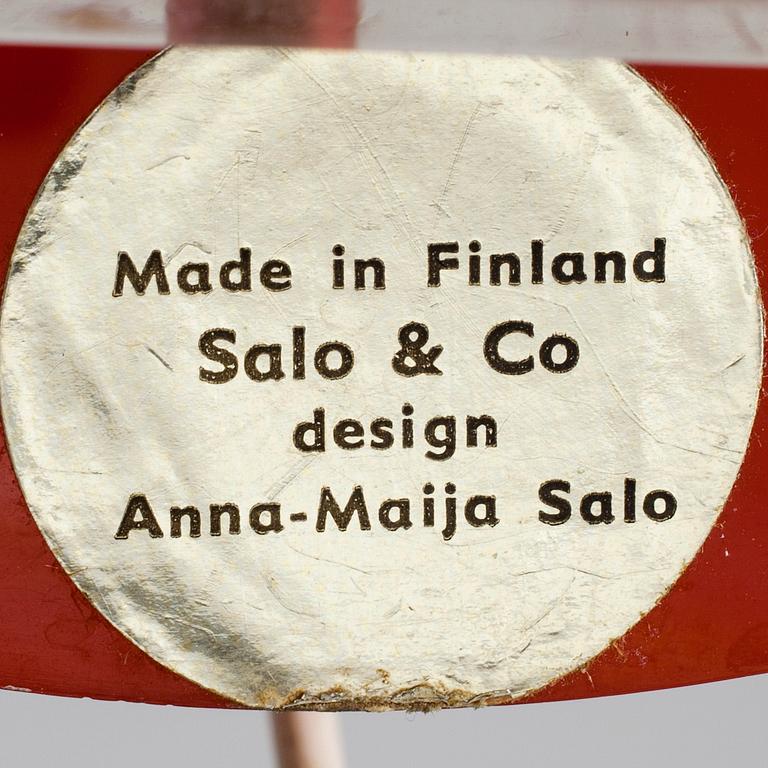 Made in Finland
Salo & Co
design
Anna-Maija Salo